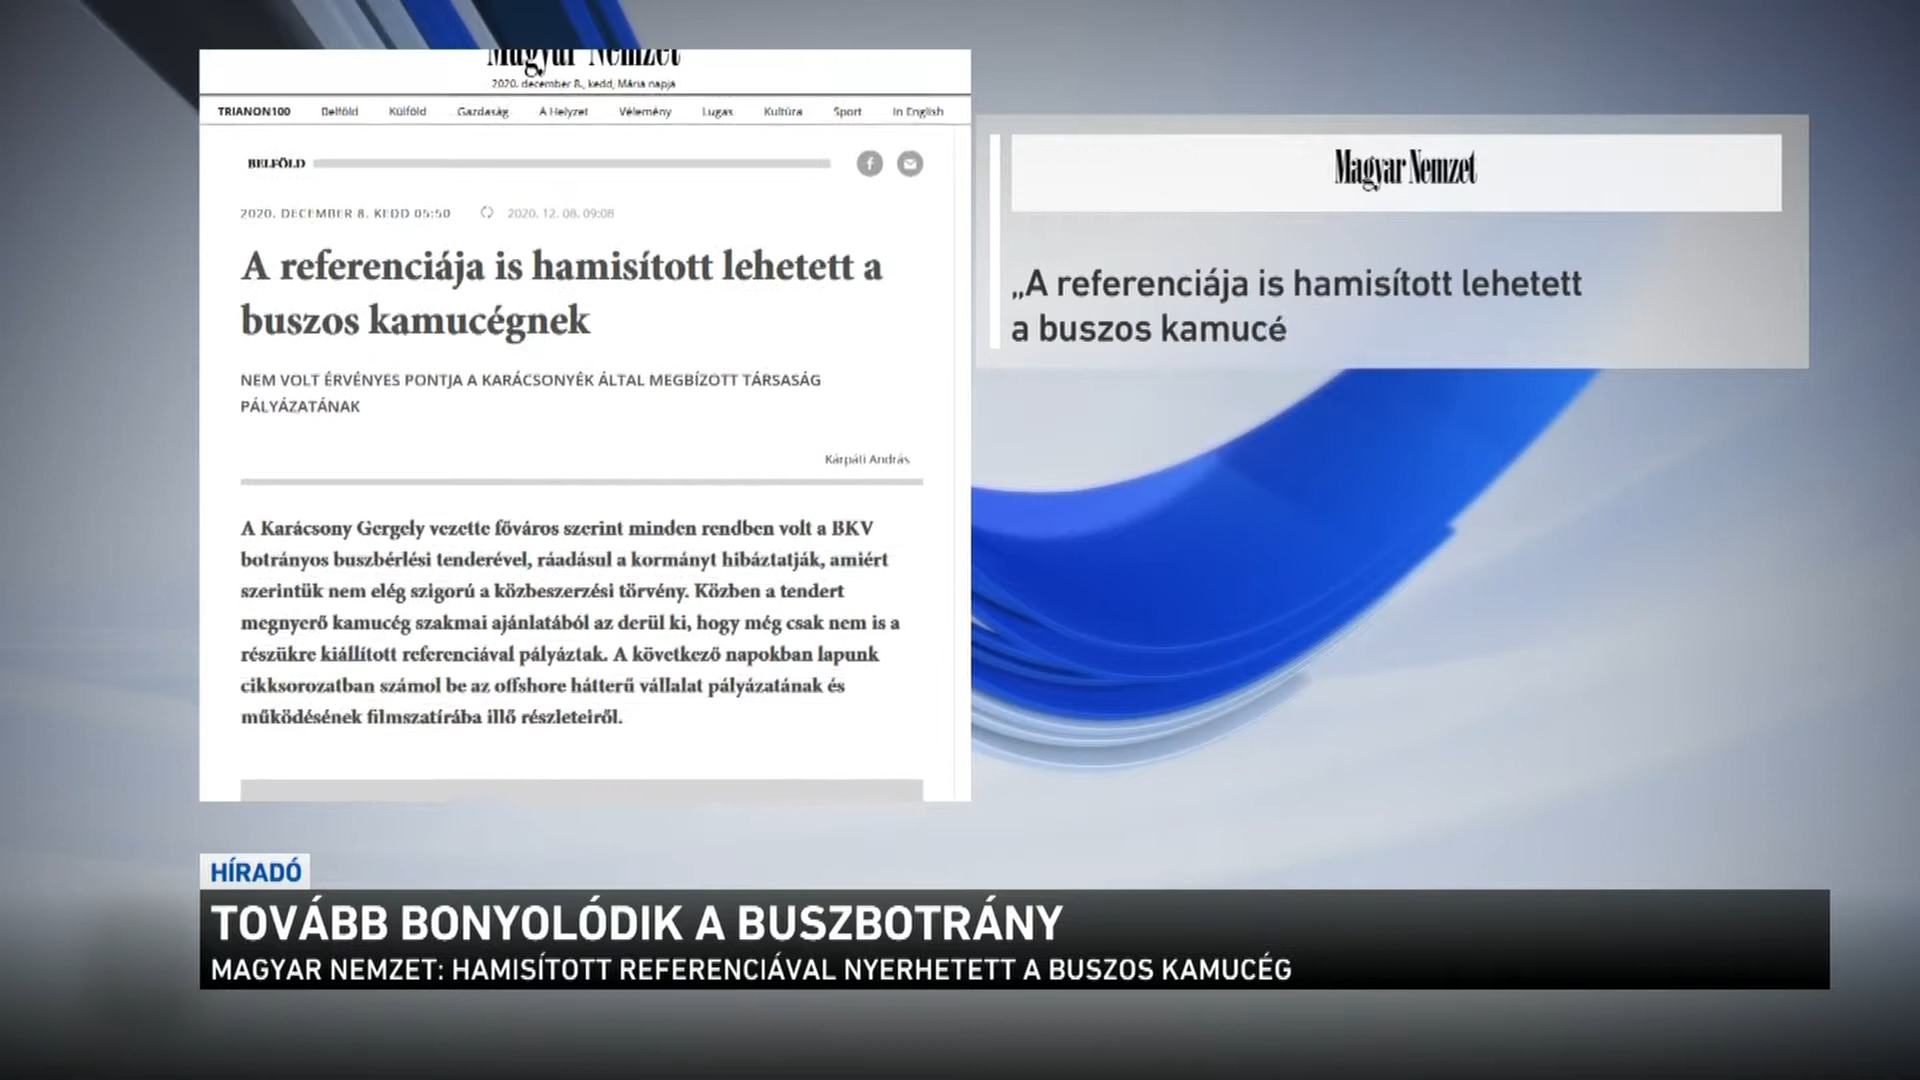 Magyar Nemzet
2020. december 8., kedd, Mária napja
TRIANON100 Belföld Külföld Gazdaság A Helyzet Vélemény Lugas Kultúra Sport In English
BELFÖLD
2020. DECEMBER 8. KEDD 05:50 2020. 12. 08. 09:08
A referenciája is hamisított lehetett a
buszos kamucégnek
NEM VOLT ÉRVÉNYES PONTJA A KARÁCSONYÉK ÁLTAL MEGBÍZOTT TÁRSASÁG
PÁLYÁZATÁNAK
Kárpáti András
A Karácsony Gergely vezette főváros szerint minden rendben volt a BKV
botrányos buszbérlési tenderével, ráadásul a kormányt hibáztatják, amiért
szerintük nem elég szigorú a közbeszerzési törvény. Közben a tendert
megnyerő kamucég szakmai ajánlatából az derül ki, hogy még csak nem is a
részükre kiállított referenciával pályáztak. A következő napokban lapunk
cikksorozatban számol be az offshore hátterű vállalat pályázatának és
működésének filmszatírába illő részleteiről.
Magyar Nemzet
„A referenciája is hamisított lehetett
a buszos kamucé
HÍRADÓ
TOVÁBB BONYOLÓDIK A BUSZBOTRÁNY
MAGYAR NEMZET: HAMISÍTOTT REFERENCIÁVAL NYERHETETT A BUSZOS KAMUCÉG